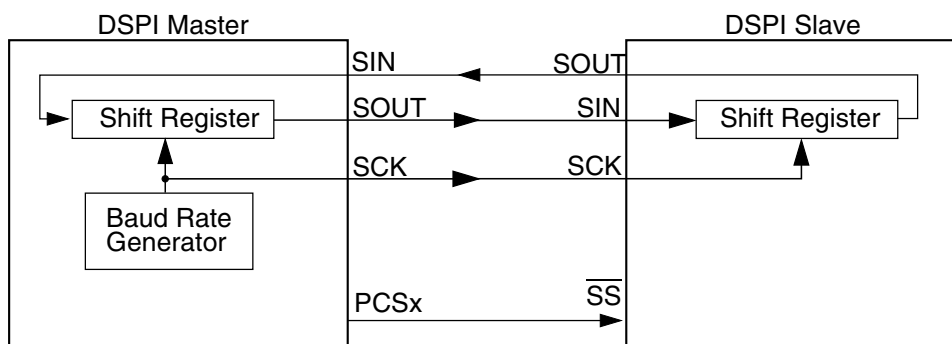 DSPI Master
DSPI Slave
SIN
SOUT
Shift Register
SOUT
SIN
Shift Register
SCK
SCK
Baud Rate
Generator
PCSx
SS